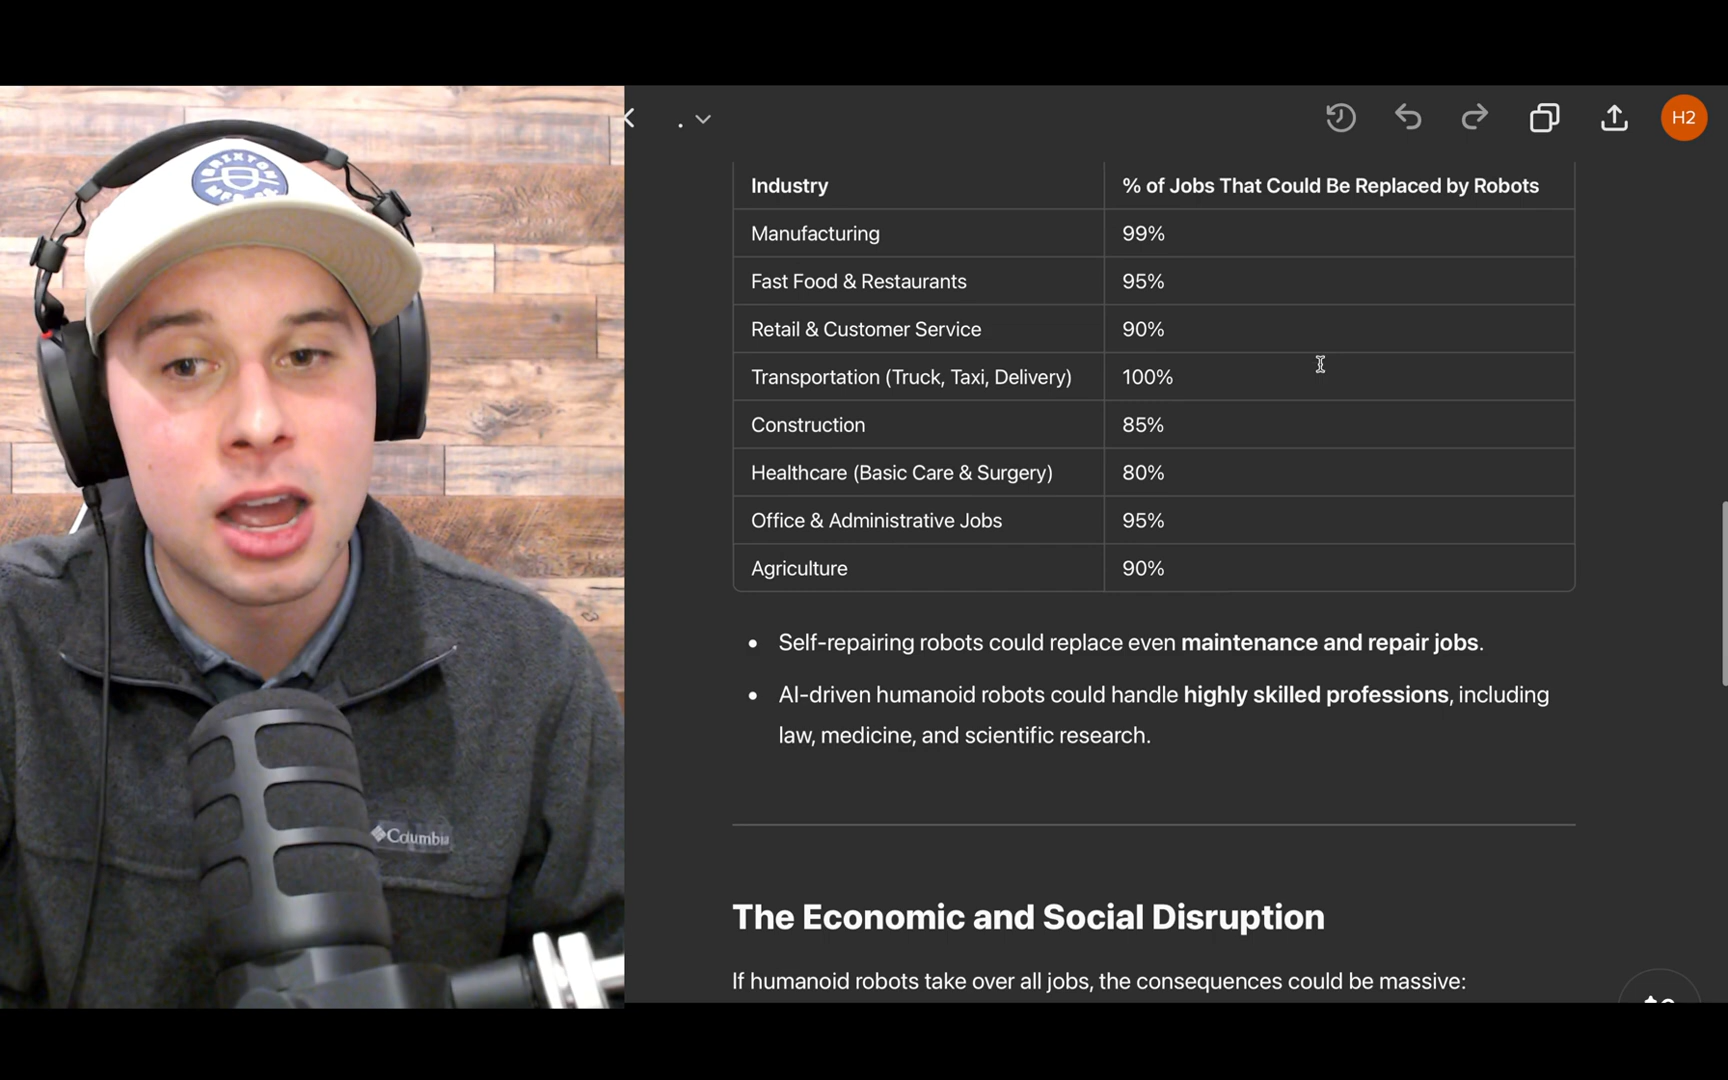 BRIXTON
MFG. CO.
Columbia
H2
Industry % of Jobs That Could Be Replaced by Robots
Manufacturing 99%
Fast Food & Restaurants 95%
Retail & Customer Service 90%
Transportation (Truck, Taxi, Delivery) 100%
Construction 85%
Healthcare (Basic Care & Surgery) 80%
Office & Administrative Jobs 95%
Agriculture 90%
• Self-repairing robots could replace even maintenance and repair jobs.
• AI-driven humanoid robots could handle highly skilled professions, including
law, medicine, and scientific research.
The Economic and Social Disruption
If humanoid robots take over all jobs, the consequences could be massive: